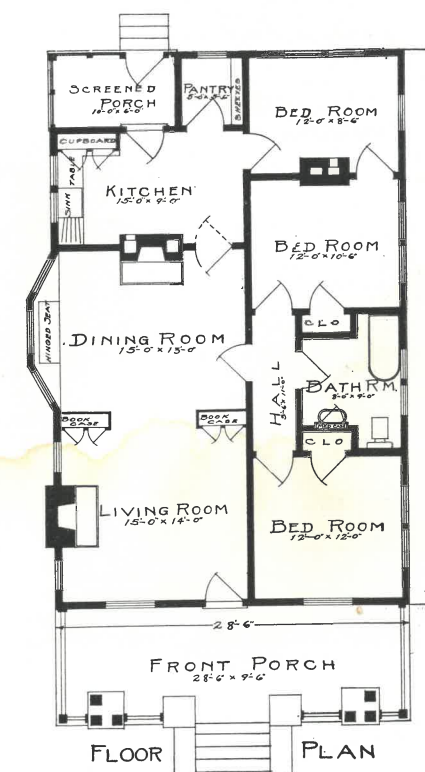 SCREENED
PORCH
10'-0" x 6'-0"
PANTRY
SHELVES
BED ROOM
12'-0" x 8'-6"
CUPBOARD
TABLE
SINK
KITCHEN
15'-0" x 9'-0"
BED ROOM
12'-0" x 10'-6"
HINGED SEAT
DINING ROOM
15'-0" x 13'-0"
CLO
HALL
BATH RM.
BOOK
CASE
BOOK
CASE
CLO
LIVING ROOM
15'-0" x 14'-0"
BED ROOM
12'-0" x 12'-0"
28'-6"
FRONT PORCH
28'-6" x 9'-6"
FLOOR PLAN